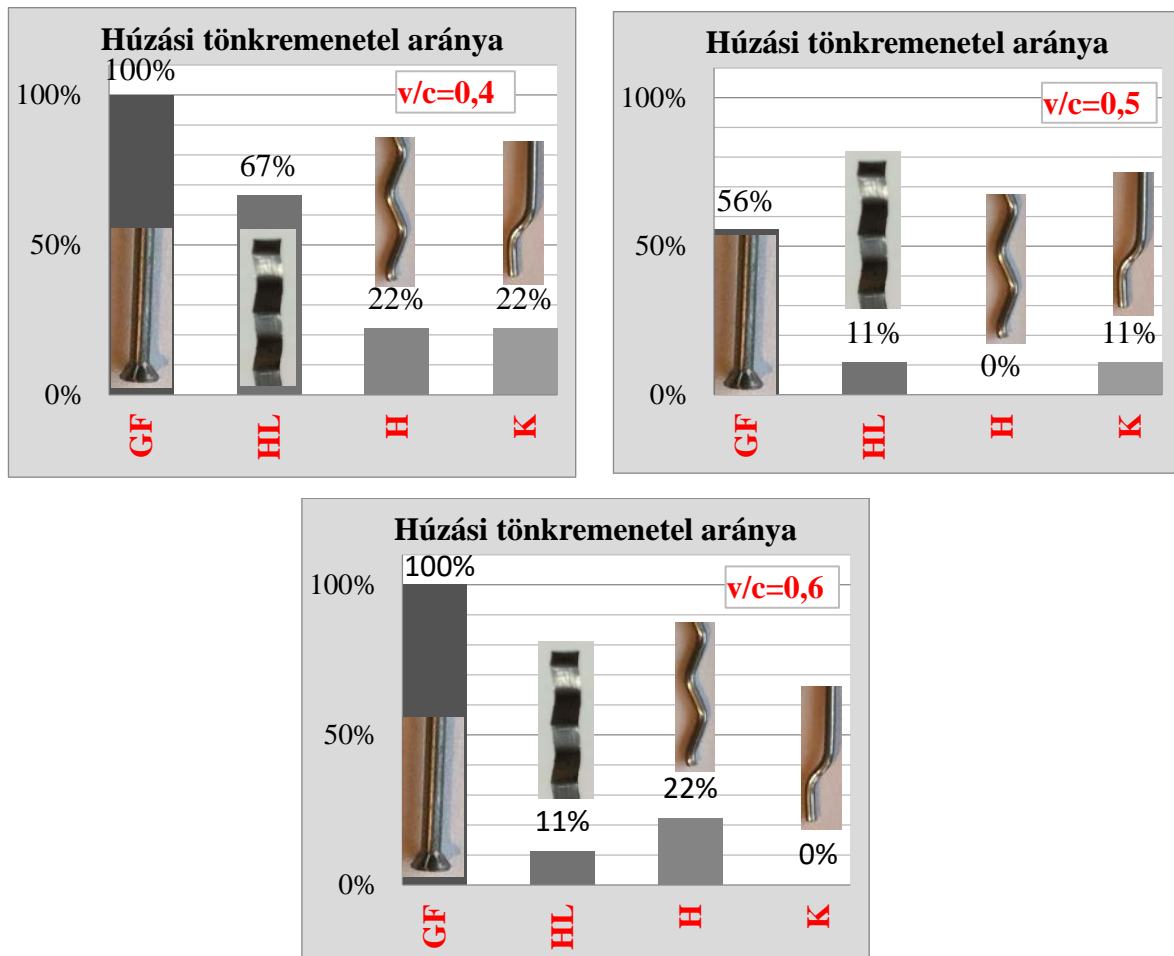 Húzási tönkremenetel aránya
v/c=0,4
100%
50%
0%
100%
67%
22%
22%
GF
HL
H
K
Húzási tönkremenetel aránya
v/c=0,5
100%
50%
0%
56%
11%
0%
11%
GF
HL
H
K
Húzási tönkremenetel aránya
v/c=0,6
100%
50%
0%
100%
11%
22%
0%
GF
HL
H
K